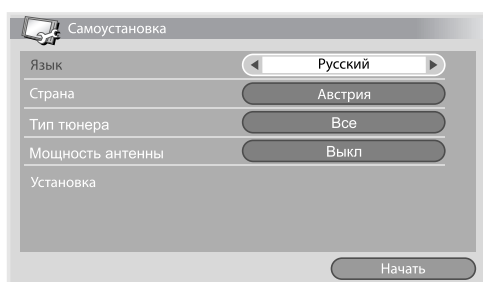 Самоустановка
Язык Русский
Страна Австрия
Тип тюнера Все
Мощность антенны Выкл
Установка
Начать